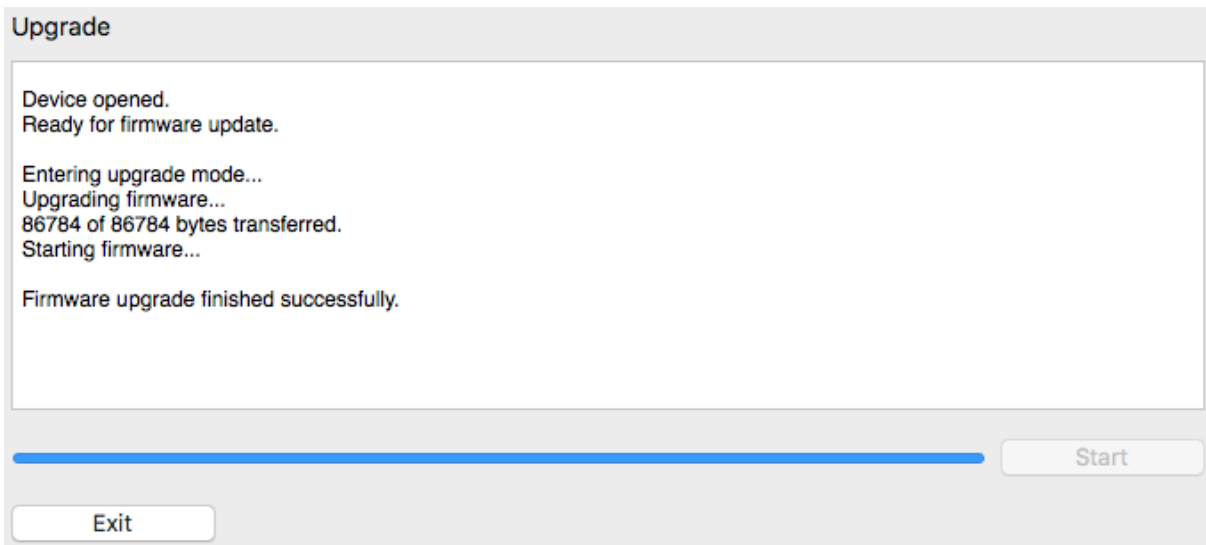 Upgrade
Device opened.
Ready for firmware update.
Entering upgrade mode...
Upgrading firmware...
86784 of 86784 bytes transferred.
Starting firmware...
Firmware upgrade finished successfully.
Start
Exit